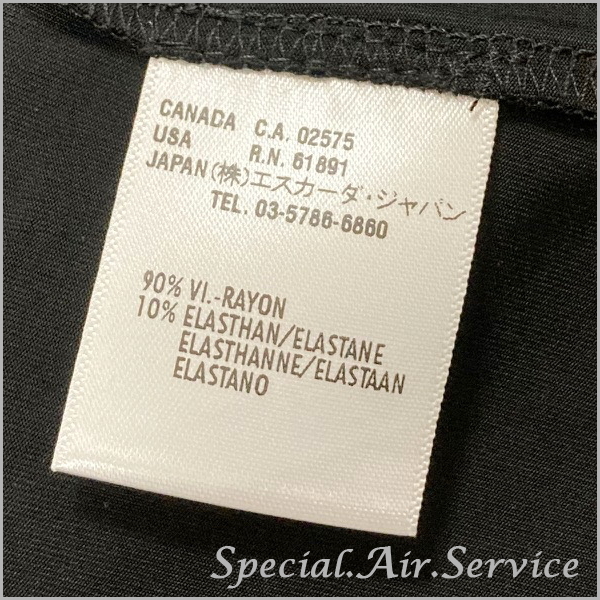 CANADA C.A. 02575
USA R.N. 61891
JAPAN (株)エスカーダ・ジャパン
TEL. 03-5786-6860
90% VI.-RAYON
10% ELASTHAN/ELASTANE
ELASTHANNE/ELASTAAN
ELASTANO
Special.Air.Service